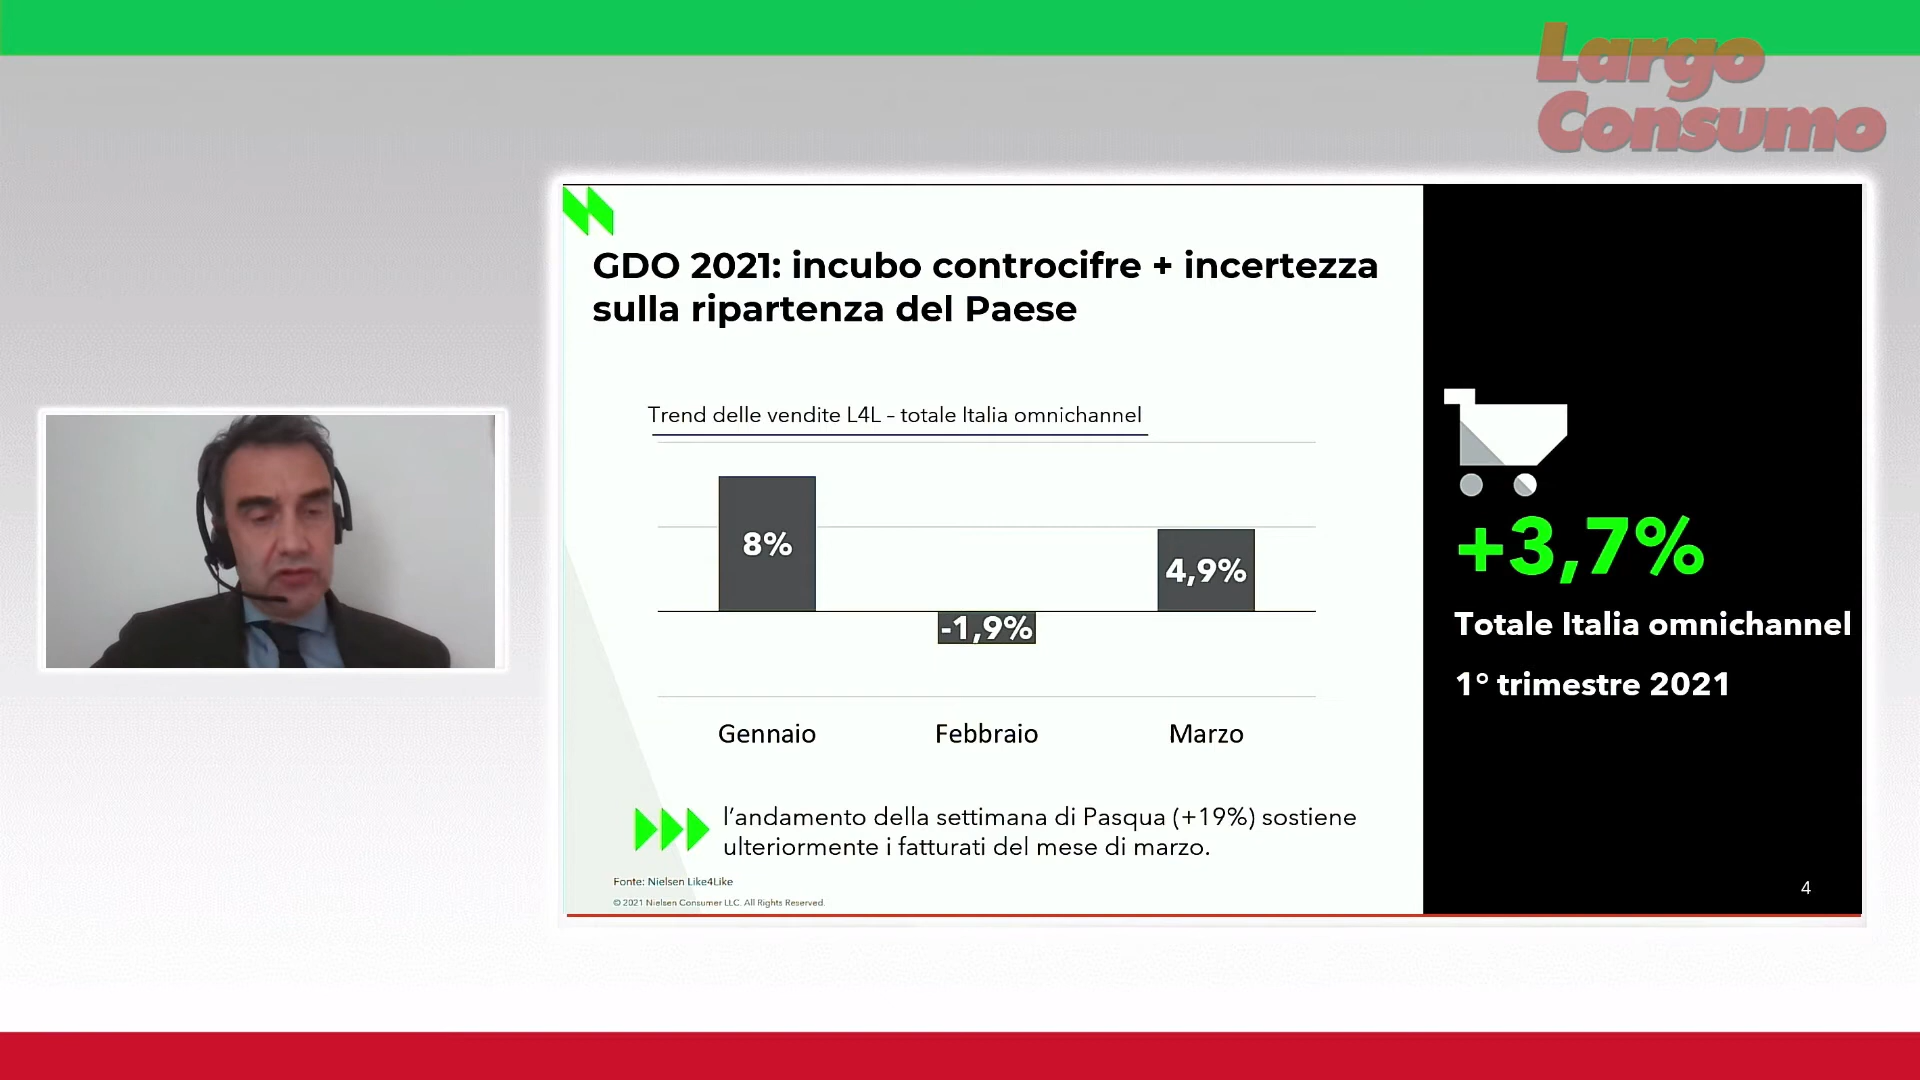 Largo
Consumo
GDO 2021: incubo controcifre + incertezza
sulla ripartenza del Paese
Trend delle vendite L4L – totale Italia omnichannel
8%
-1,9%
4,9%
Gennaio
Febbraio
Marzo
l’andamento della settimana di Pasqua (+19%) sostiene
ulteriormente i fatturati del mese di marzo.
Fonte: Nielsen Like4Like
© 2021 Nielsen Consumer LLC. All Rights Reserved.
+3,7%
Totale Italia omnichannel
1° trimestre 2021
4